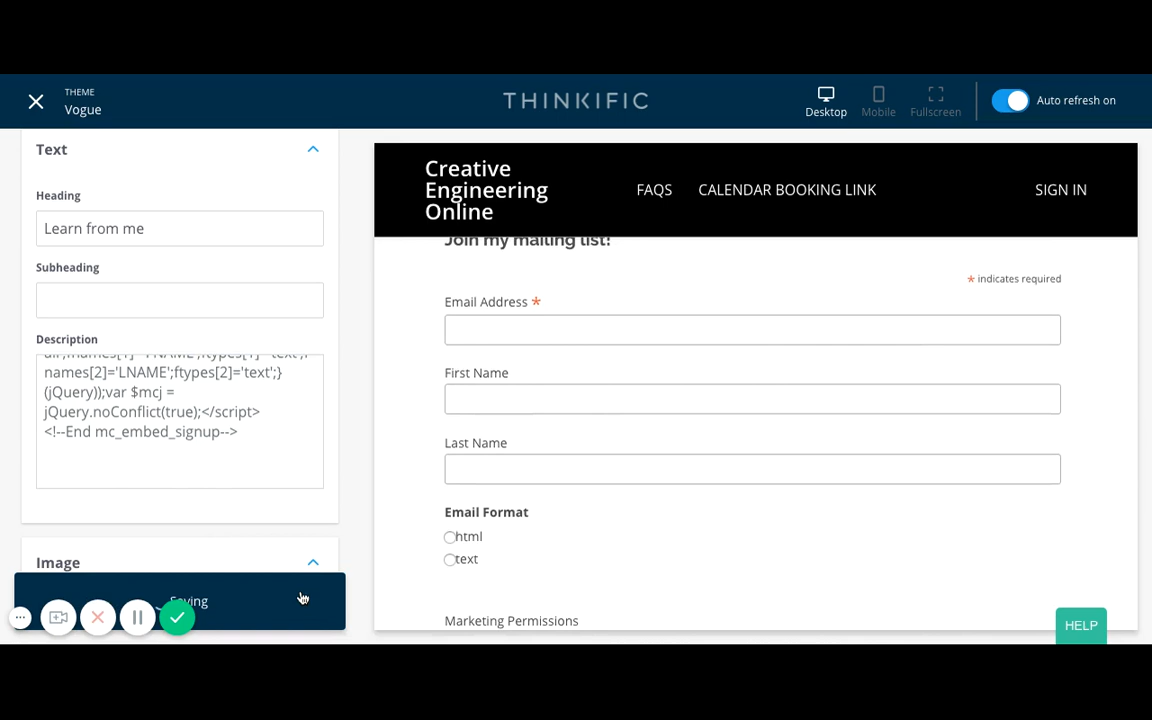 THEME
Vogue
THINKIFIC
Desktop
Mobile
Fullscreen
Auto refresh on
Text
Heading
Learn from me
Subheading
Description
names[2]='LNAME';ftypes[2]='text';}
(jQuery));var $mcj =
jQuery.noConflict(true);</script>
<!--End mc_embed_signup-->
Image
Saving
Creative
Engineering
Online
FAQS
CALENDAR BOOKING LINK
SIGN IN
Join my mailing list!
* indicates required
Email Address *
First Name
Last Name
Email Format
html
text
Marketing Permissions
HELP